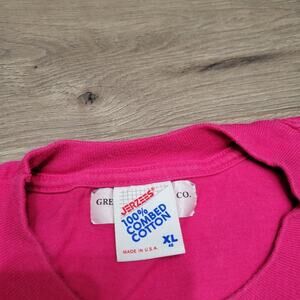 GRE CO.
JERZEES
100%
COMBED
COTTON
XL
MADE IN U.S.A.